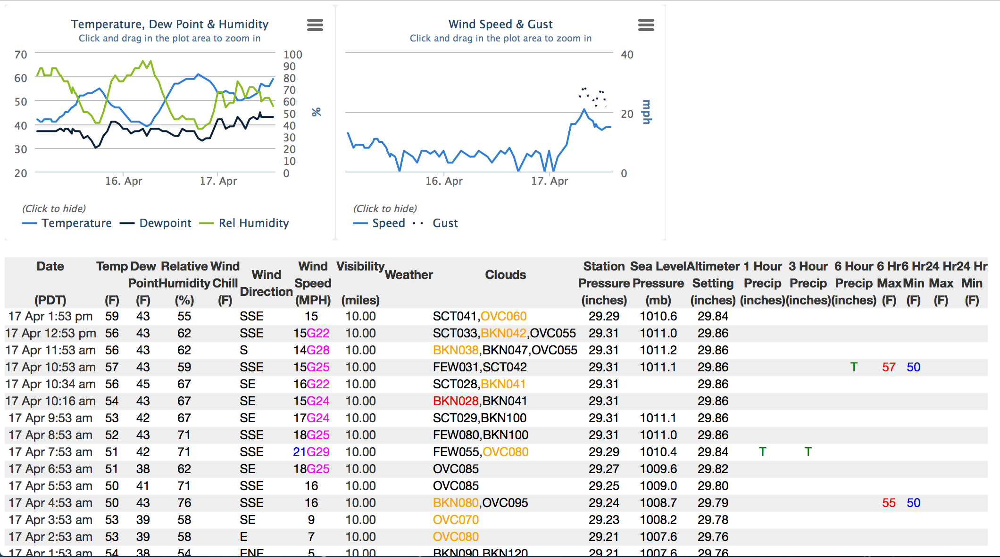 Temperature, Dew Point & Humidity
Click and drag in the plot area to zoom in
70
60
50
40
30
20
100
90
80
70
60
50
40
30
20
10
0
%
16. Apr 17. Apr
(Click to hide)
Temperature Dewpoint Rel Humidity
Wind Speed & Gust
Click and drag in the plot area to zoom in
40
20
0
mph
16. Apr 17. Apr
(Click to hide)
Speed Gust
Date Temp Dew Relative Wind Wind Wind Visibility Weather Clouds Station Sea Level Altimeter 1 Hour 3 Hour 6 Hour 6 Hr 6 Hr 24 Hr 24 Hr
Point Humidity Chill Direction Speed Pressure Pressure Setting Precip Precip Precip Max Min Max Min
(PDT) (F) (F) (%) (F) (MPH) (miles) (inches) (mb) (inches) (inches) (inches) (inches) (F) (F) (F) (F)
17 Apr 1:53 pm 59 43 55 SSE 15 10.00 SCT041,OVC060 29.29 1010.6 29.84
17 Apr 12:53 pm 56 43 62 SSE 15G22 10.00 SCT033,BKN042,OVC055 29.31 1011.0 29.86
17 Apr 11:53 am 56 43 62 S 14G28 10.00 BKN038,BKN047,OVC055 29.31 1011.2 29.86
17 Apr 10:53 am 57 43 59 SSE 15G25 10.00 FEW031,SCT042 29.31 1011.1 29.86 T 57 50
17 Apr 10:34 am 56 45 67 SE 16G22 10.00 SCT028,BKN041 29.31 29.86
17 Apr 10:16 am 54 43 67 SE 15G24 10.00 BKN028,BKN041 29.31 29.86
17 Apr 9:53 am 53 42 67 SE 17G24 10.00 SCT029,BKN100 29.31 1011.1 29.86
17 Apr 8:53 am 52 43 71 SSE 18G25 10.00 FEW080,BKN100 29.31 1011.0 29.86
17 Apr 7:53 am 51 42 71 SSE 21G29 10.00 FEW055,OVC080 29.29 1010.4 29.84 T T
17 Apr 6:53 am 51 38 62 SE 18G25 10.00 OVC085 29.27 1009.6 29.82
17 Apr 5:53 am 50 41 71 SSE 16 10.00 OVC085 29.25 1009.0 29.80
17 Apr 4:53 am 50 43 76 SSE 16 10.00 BKN080,OVC095 29.24 1008.7 29.79 55 50
17 Apr 3:53 am 53 39 58 SE 9 10.00 OVC070 29.23 1008.2 29.78
17 Apr 2:53 am 53 39 58 E 7 10.00 OVC080 29.21 1007.6 29.76
17 Apr 1:53 am 54 38 54 ENE 5 10.00 BKN090,BKN120 29.21 1007.6 29.76